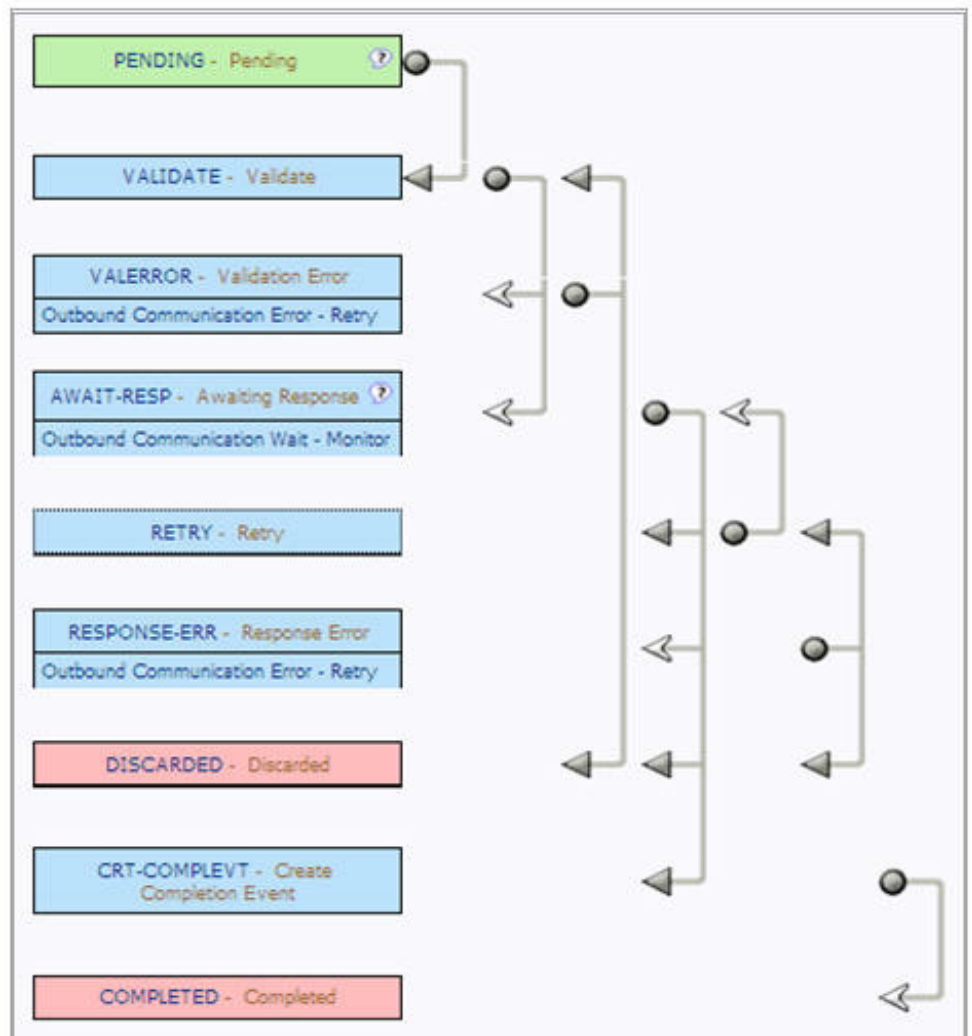 PENDING - Pending ?
VALIDATE - Validate
VALERROR - Validation Error
Outbound Communication Error - Retry
AWAIT-RESP - Awaiting Response ?
Outbound Communication Wait - Monitor
RETRY - Retry
RESPONSE-ERR - Response Error
Outbound Communication Error - Retry
DISCARDED - Discarded
CRT-COMPLEVT - Create
Completion Event
COMPLETED - Completed